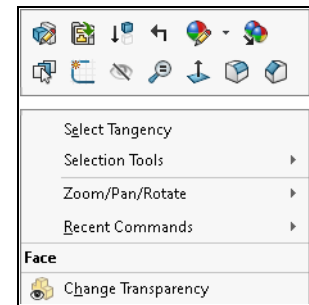 Select Tangency
Selection Tools
Zoom/Pan/Rotate
Recent Commands
Face
Change Transparency